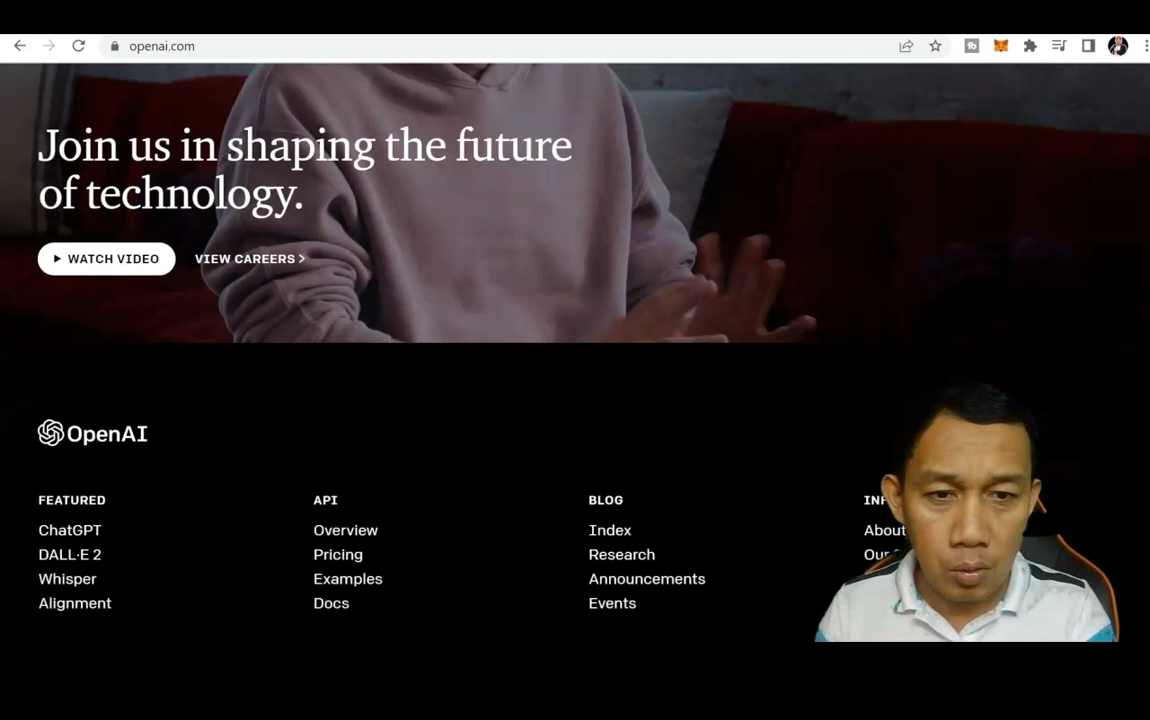 openai.com
Join us in shaping the future
of technology.
WATCH VIDEO
VIEW CAREERS >
OpenAI
FEATURED
ChatGPT
DALL·E 2
Whisper
Alignment
API
Overview
Pricing
Examples
Docs
BLOG
Index
Research
Announcements
Events
About